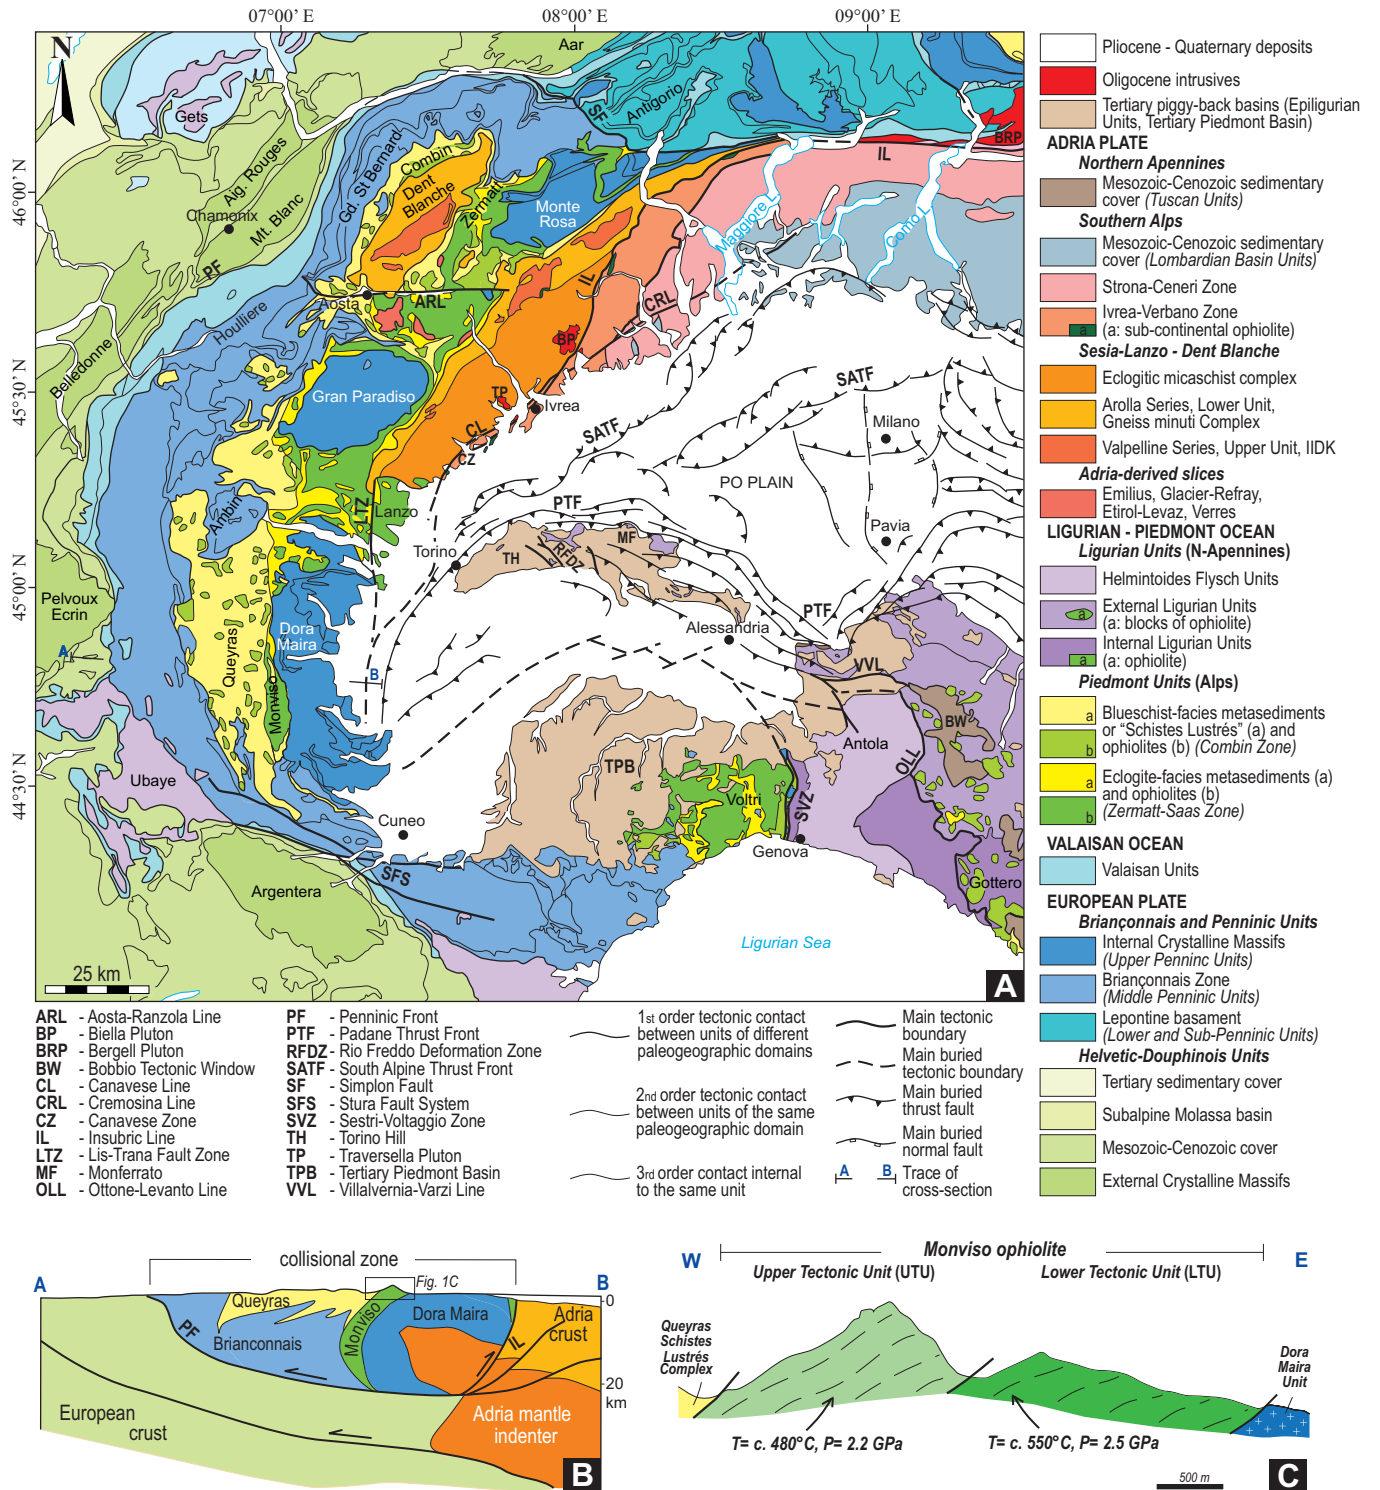 07°00' E
08°00' E
09°00' E
46°00' N
45°30' N
45°00' N
44°30' N
N
Aar
Gets
Antigorio
SF
BRP
IL
Combin
Gd. St Bernard
Dent
Blanche
Zermatt
Monte
Rosa
Aig. Rouges
Chamonix
Mt. Blanc
PF
Maggiore L.
Como L.
Aosta
ARL
IL
CRL
BP
Houlliere
Belledonne
Gran Paradiso
TP
Ivrea
CL
CZ
SATF
SATF
Milano
PO PLAIN
Pavia
Ambin
LTZ
Lanzo
PTF
Torino
TH
RFDZ
MF
PTF
Pelvoux
Ecrin
A
Dora
Maira
Queyras
Monviso
B
Alessandria
VVL
BW
Antola
OLL
TPB
Voltri
SVZ
Ubaye
Cuneo
Genova
SFS
Argentera
Gottero
Ligurian Sea
25 km
A
Pliocene - Quaternary deposits
Oligocene intrusives
Tertiary piggy-back basins (Epiligurian
Units, Tertiary Piedmont Basin)
ADRIA PLATE
Northern Apennines
Mesozoic-Cenozoic sedimentary
cover (Tuscan Units)
Southern Alps
Mesozoic-Cenozoic sedimentary
cover (Lombardian Basin Units)
Strona-Ceneri Zone
Ivrea-Verbano Zone
a
(a: sub-continental ophiolite)
Sesia-Lanzo - Dent Blanche
Eclogitic micaschist complex
Arolla Series, Lower Unit,
Gneiss minuti Complex
Valpelline Series, Upper Unit, IIDK
Adria-derived slices
Emilius, Glacier-Refray,
Etirol-Levaz, Verres
LIGURIAN - PIEDMONT OCEAN
Ligurian Units (N-Apennines)
Helmintoides Flysch Units
External Ligurian Units
a
(a: blocks of ophiolite)
Internal Ligurian Units
a
(a: ophiolite)
Piedmont Units (Alps)
a
Blueschist-facies metasediments
or “Schistes Lustrés” (a) and
b
ophiolites (b) (Combin Zone)
a
Eclogite-facies metasediments (a)
and ophiolites (b)
b
(Zermatt-Saas Zone)
VALAISAN OCEAN
Valaisan Units
EUROPEAN PLATE
Briançonnais and Penninic Units
Internal Crystalline Massifs
(Upper Penninc Units)
Briançonnais Zone
(Middle Penninic Units)
Lepontine basament
(Lower and Sub-Penninic Units)
Helvetic-Douphinois Units
Tertiary sedimentary cover
Subalpine Molassa basin
Mesozoic-Cenozoic cover
External Crystalline Massifs
ARL - Aosta-Ranzola Line
BP - Biella Pluton
BRP - Bergell Pluton
BW - Bobbio Tectonic Window
CL - Canavese Line
CRL - Cremosina Line
CZ - Canavese Zone
IL - Insubric Line
LTZ - Lis-Trana Fault Zone
MF - Monferrato
OLL - Ottone-Levanto Line
PF - Penninic Front
PTF - Padane Thrust Front
RFDZ - Rio Freddo Deformation Zone
SATF - South Alpine Thrust Front
SF - Simplon Fault
SFS - Stura Fault System
SVZ - Sestri-Voltaggio Zone
TH - Torino Hill
TP - Traversella Pluton
TPB - Tertiary Piedmont Basin
VVL - Villalvernia-Varzi Line
1st order tectonic contact
between units of different
paleogeographic domains
2nd order tectonic contact
between units of the same
paleogeographic domain
3rd order contact internal
to the same unit
Main tectonic
boundary
Main buried
tectonic boundary
Main buried
thrust fault
Main buried
normal fault
A B Trace of
cross-section
collisional zone
A
B
Fig. 1C
0
Queyras
PF
Brianconnais
Monviso
Dora Maira
IL
Adria
crust
20
km
European
crust
Adria mantle
indenter
B
Monviso ophiolite
W
E
Upper Tectonic Unit (UTU)
Lower Tectonic Unit (LTU)
Queyras
Schistes
Lustrés
Complex
Dora
Maira
Unit
T= c. 480°C, P= 2.2 GPa
T= c. 550°C, P= 2.5 GPa
500 m
C